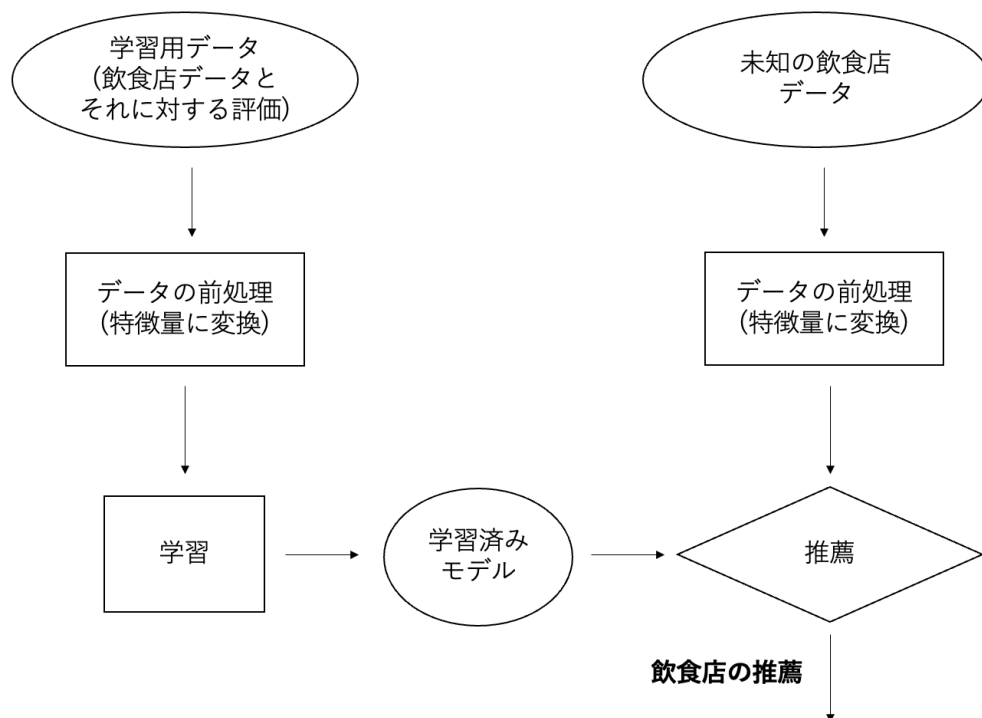 学習用データ
(飲食店データと
それに対する評価)
未知の飲食店
データ
データの前処理
(特徴量に変換)
データの前処理
(特徴量に変換)
学習
学習済み
モデル
推薦
飲食店の推薦